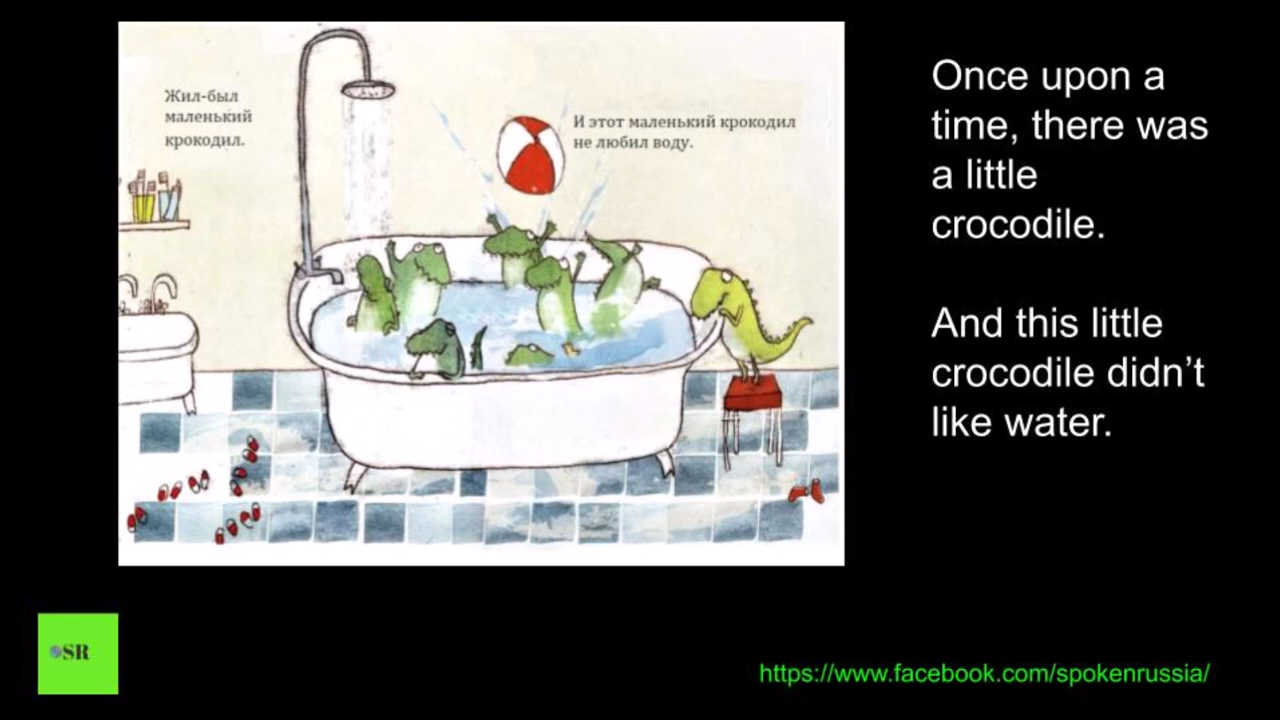 Жил-был
маленький
крокодил.
И этот маленький крокодил
не любил воду.
Once upon a
time, there was
a little
crocodile.
And this little
crocodile didn’t
like water.
SR
https://www.facebook.com/spokenrussia/